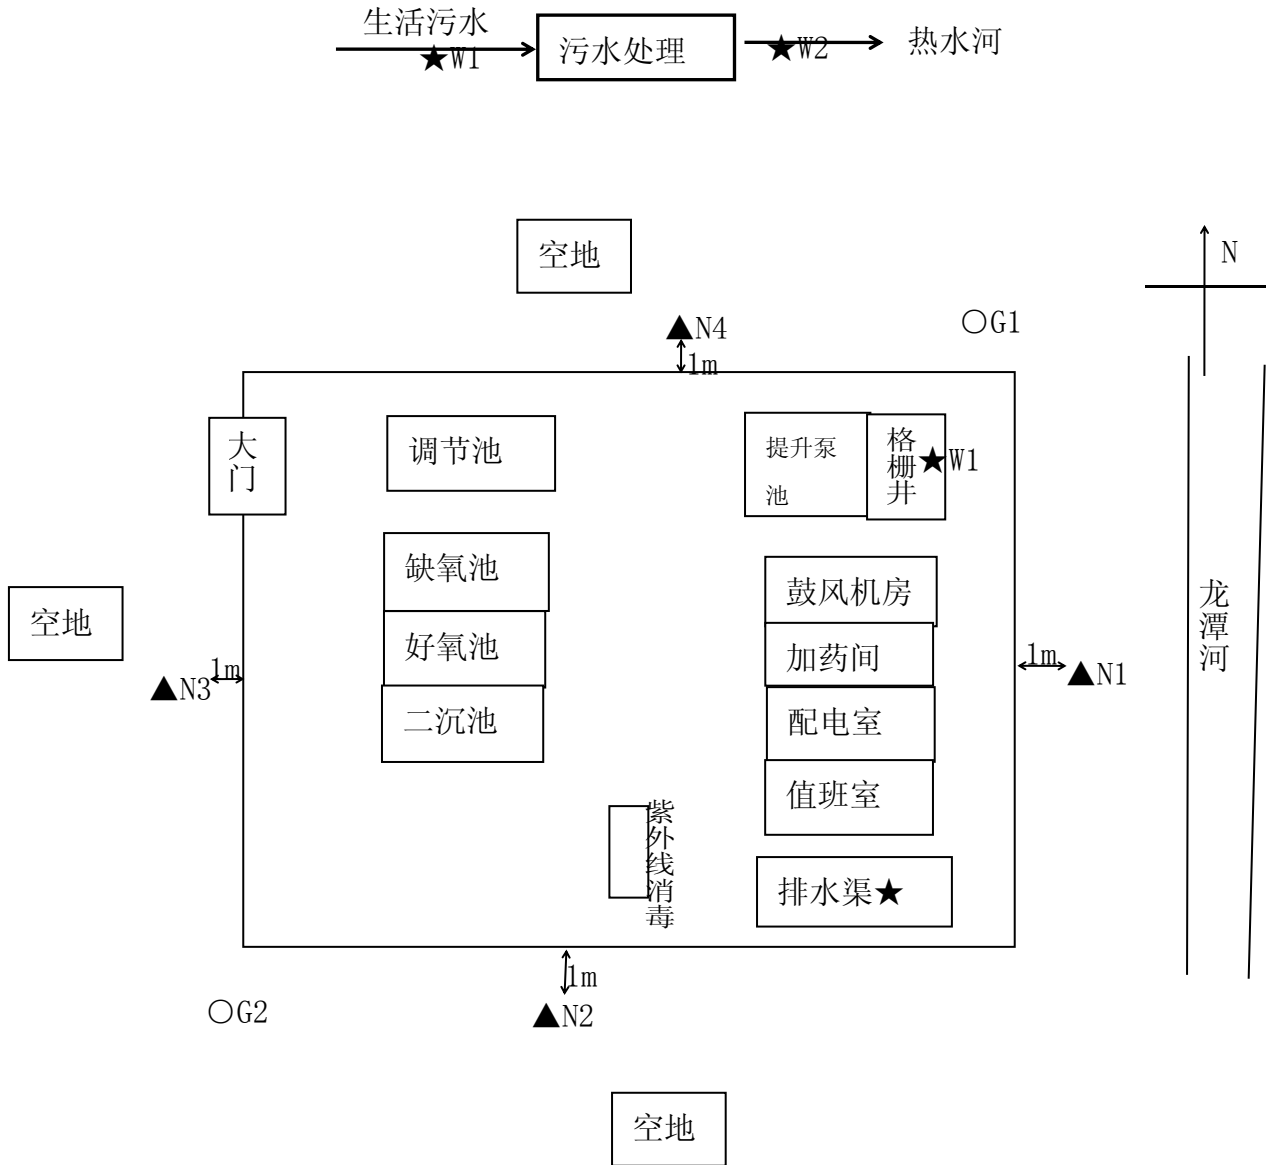 生活污水
★W1
污水处理
★W2
热水河
空地
N
○G1
▲N4
1m
大门
调节池
提升泵
池
格栅井
★W1
缺氧池
鼓风机房
龙潭河
空地
好氧池
加药间
1m
1m
▲N3
▲N1
二沉池
配电室
值班室
紫外线消毒
排水渠★
1m
○G2
▲N2
空地